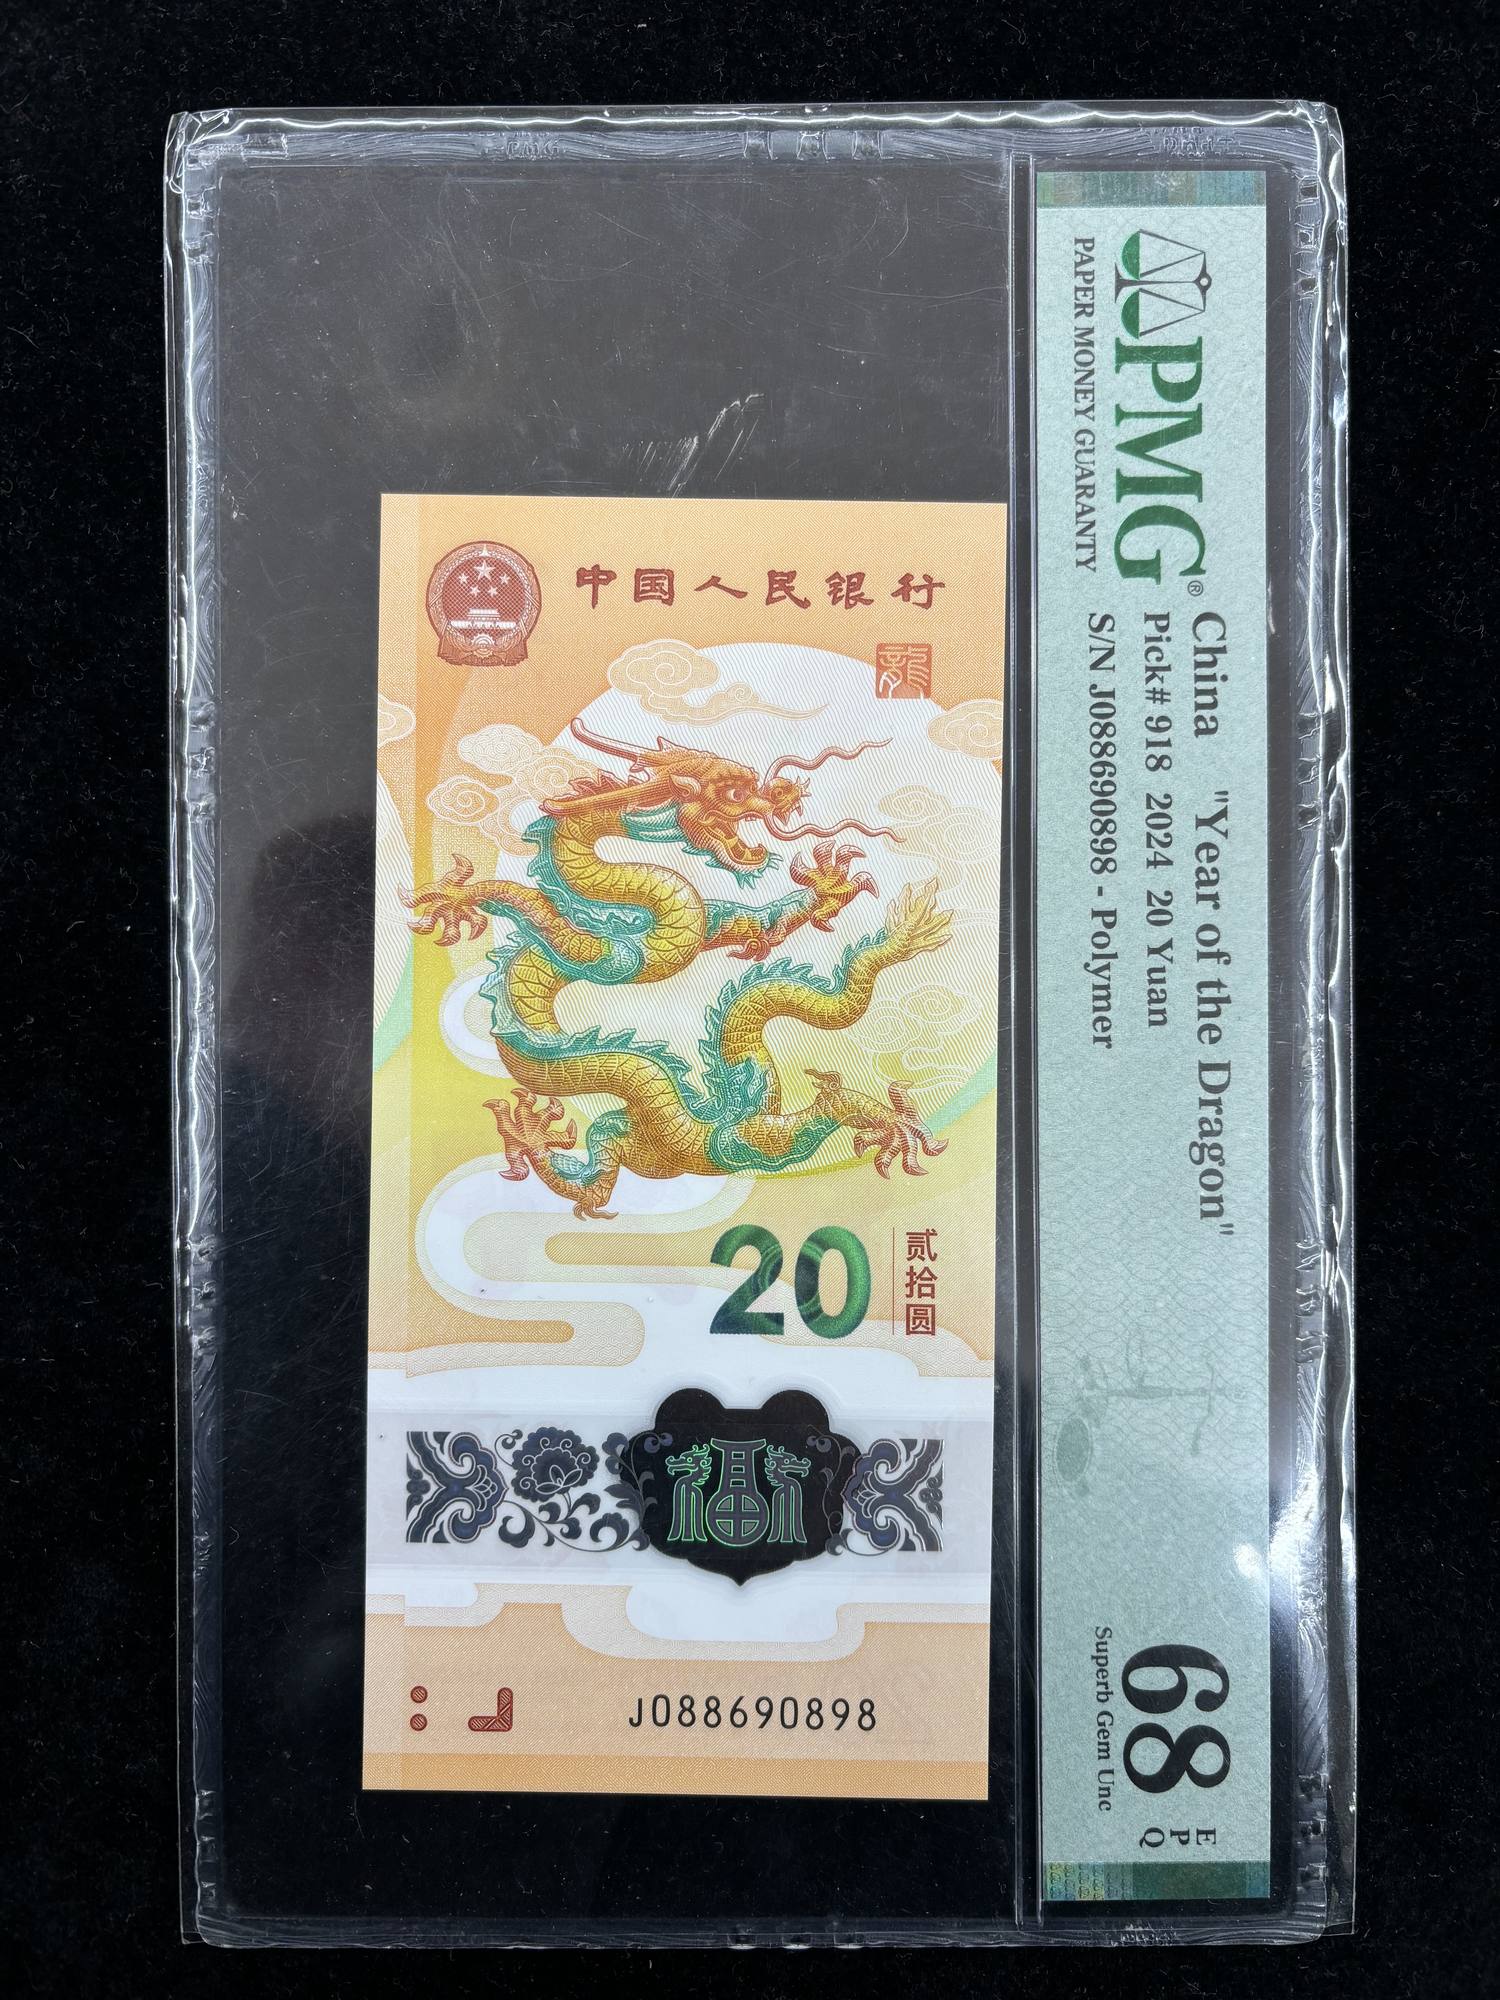 PMG®
PAPER MONEY GUARANTY
China "Year of the Dragon"
Pick# 918 2024 20 Yuan
S/N J088690898 - Polymer
68
EPQ
Superb Gem Unc
中国人民银行
龍
20
贰拾圆
J088690898